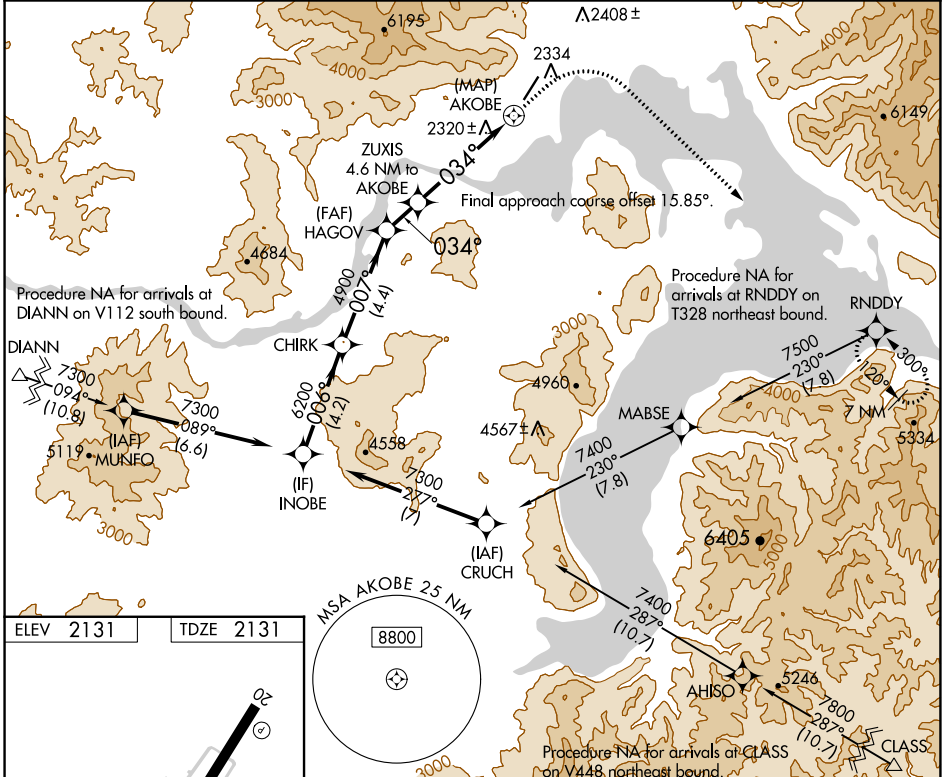 6195
2408 ±
4000
3000
2334
4000
(MAP)
AKOBE
6149
2320 ±
ZUXIS
4.6 NM to
AKOBE
034°
Final approach course offset 15.85°.
(FAF)
HAGOV
034°
4684
4900
007°
(4.4)
Procedure NA for arrivals at
DIANN on V112 south bound.
Procedure NA for
arrivals at RNDDY on
T328 northeast bound.
RNDDY
3000
CHIRK
DIANN
7300
094°
(10.8)
7300
089°
(6.6)
(IAF)
MUNFO
5119
3000
6200
006°
(4.2)
4960
7500
230°
(7.8)
4000
300°
120°
7 NM
5334
MABSE
4567 ±
4558
7400
230°
(7.8)
(IF)
INOBE
7300
277°
(7)
(IAF)
CRUCH
6405
MSA AKOBE 25 NM
8800
7400
287°
(10.7)
ELEV 2131
TDZE 2131
AHISO
5246
7800
287°
(10.7)
CLASS
20
P
Procedure NA for arrivals at CLASS
on V448 northeast bound.
3000